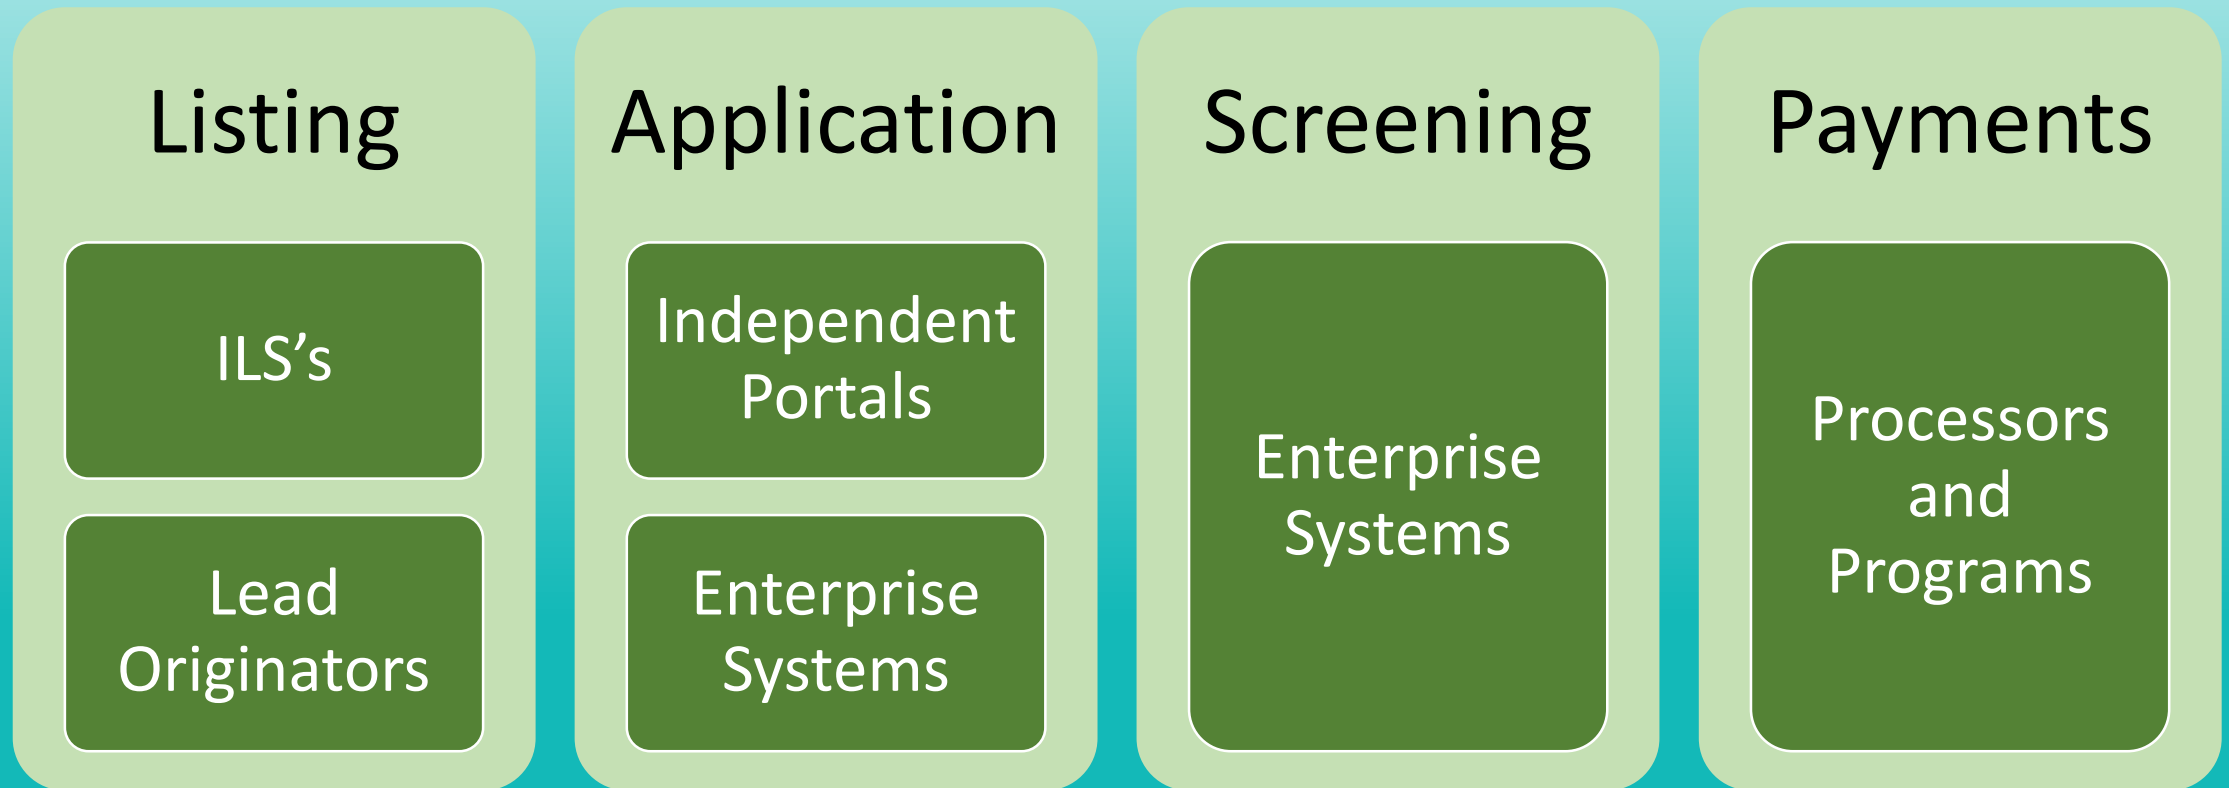 Listing
ILS’s
Lead
Originators
Application
Independent
Portals
Enterprise
Systems
Screening
Enterprise
Systems
Payments
Processors
and
Programs